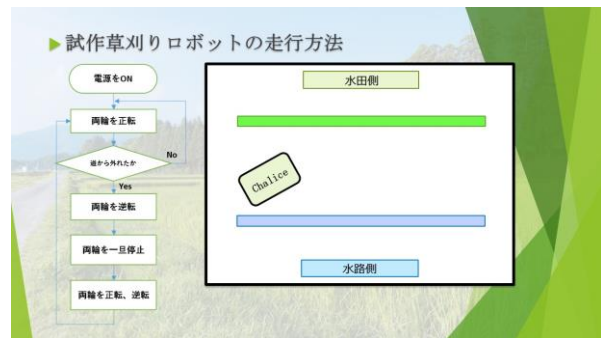 試作草刈りロボットの走行方法
電源をON
両輪を正転
道から外れたか
No
Yes
両輪を逆転
両輪を一旦停止
両輪を正転、逆転
水田側
Chalice
水路側